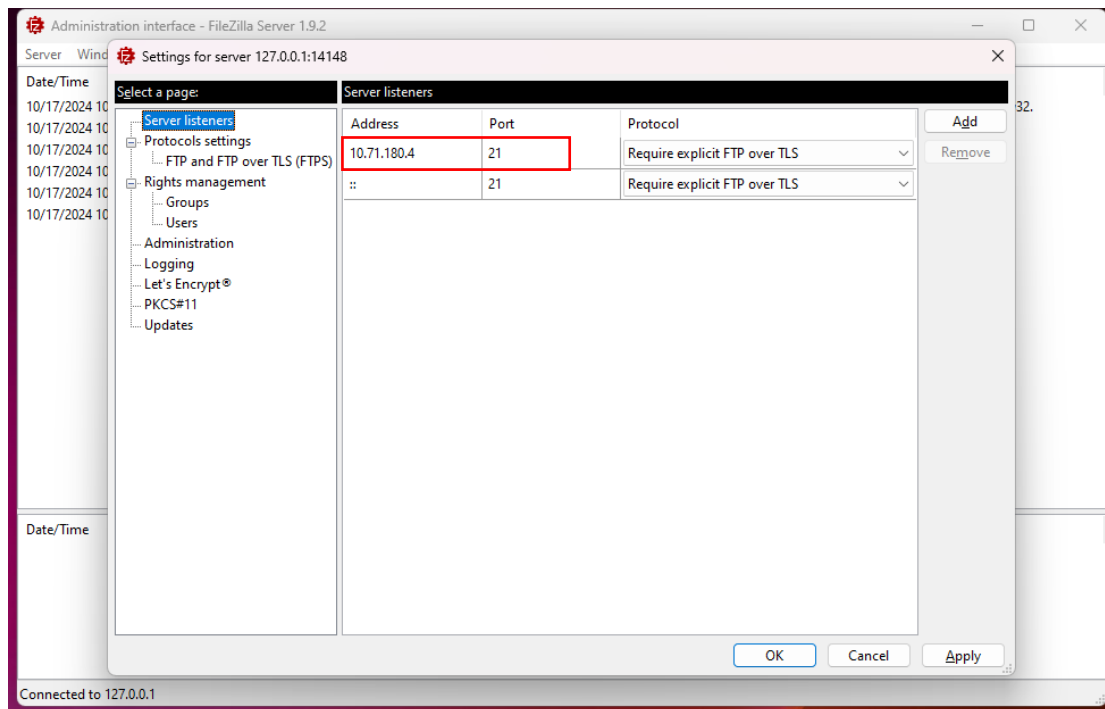 Administration interface - FileZilla Server 1.9.2
Server Wind
Settings for server 127.0.0.1:14148
Date/Time
10/17/2024 10
10/17/2024 10
10/17/2024 10
10/17/2024 10
10/17/2024 10
10/17/2024 10
32.
Select a page:
Server listeners
Protocols settings
FTP and FTP over TLS (FTPS)
Rights management
Groups
Users
Administration
Logging
Let's Encrypt®
PKCS#11
Updates
Server listeners
Address Port Protocol
10.71.180.4 21 Require explicit FTP over TLS
:: 21 Require explicit FTP over TLS
Add
Remove
Date/Time
OK Cancel Apply
Connected to 127.0.0.1